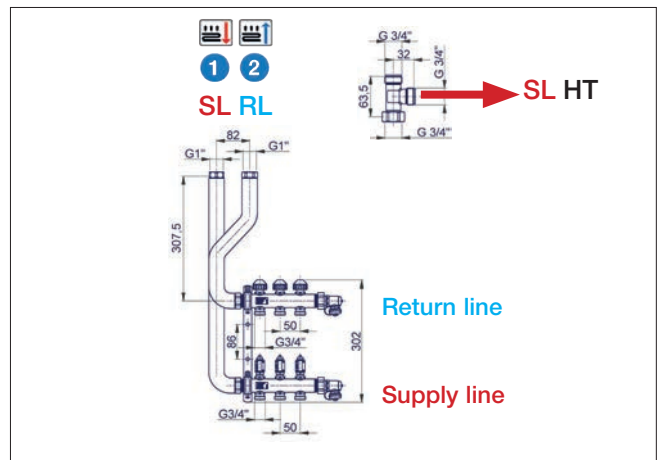 1 2
SL RL
G 3/4"
32
G 3/4"
63,5
SL HT
G 3/4"
82
G1" G1"
307,5
Return line
50
G3/4"
86
302
Supply line
G3/4"
50